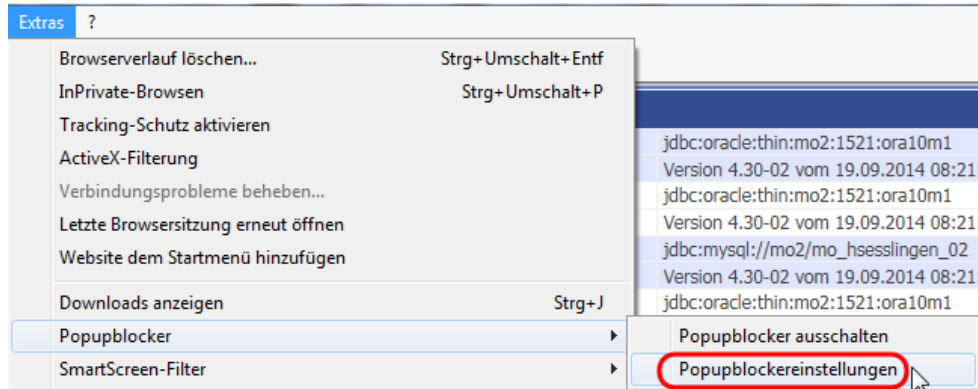 Extras ?
Browserverlauf löschen... Strg+Umschalt+Entf
InPrivate-Browsen Strg+Umschalt+P
Tracking-Schutz aktivieren
ActiveX-Filterung
Verbindungsprobleme beheben...
Letzte Browsersitzung erneut öffnen
Website dem Startmenü hinzufügen
Downloads anzeigen Strg+J
Popupblocker
SmartScreen-Filter
jdbc:oracle:thin:mo2:1521:ora10m1
Version 4.30-02 vom 19.09.2014 08:21
jdbc:oracle:thin:mo2:1521:ora10m1
Version 4.30-02 vom 19.09.2014 08:21
jdbc:mysql://mo2/mo_hsesslingen_02
Version 4.30-02 vom 19.09.2014 08:21
jdbc:oracle:thin:mo2:1521:ora10m1
Popupblocker ausschalten
Popupblockereinstellungen